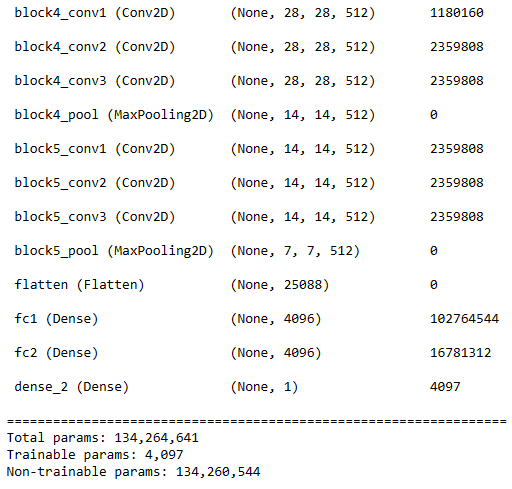 block4_conv1 (Conv2D) (None, 28, 28, 512) 1180160
block4_conv2 (Conv2D) (None, 28, 28, 512) 2359808
block4_conv3 (Conv2D) (None, 28, 28, 512) 2359808
block4_pool (MaxPooling2D) (None, 14, 14, 512) 0
block5_conv1 (Conv2D) (None, 14, 14, 512) 2359808
block5_conv2 (Conv2D) (None, 14, 14, 512) 2359808
block5_conv3 (Conv2D) (None, 14, 14, 512) 2359808
block5_pool (MaxPooling2D) (None, 7, 7, 512) 0
flatten (Flatten) (None, 25088) 0
fc1 (Dense) (None, 4096) 102764544
fc2 (Dense) (None, 4096) 16781312
dense_2 (Dense) (None, 1) 4097
=================================================================
Total params: 134,264,641
Trainable params: 4,097
Non-trainable params: 134,260,544